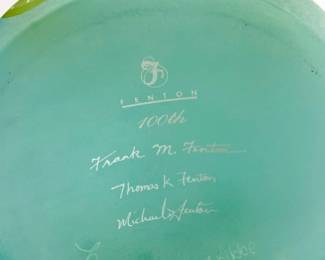 F
FENTON
100th
Frank M. Fenton
Thomas K Fenton
Michael D Fenton